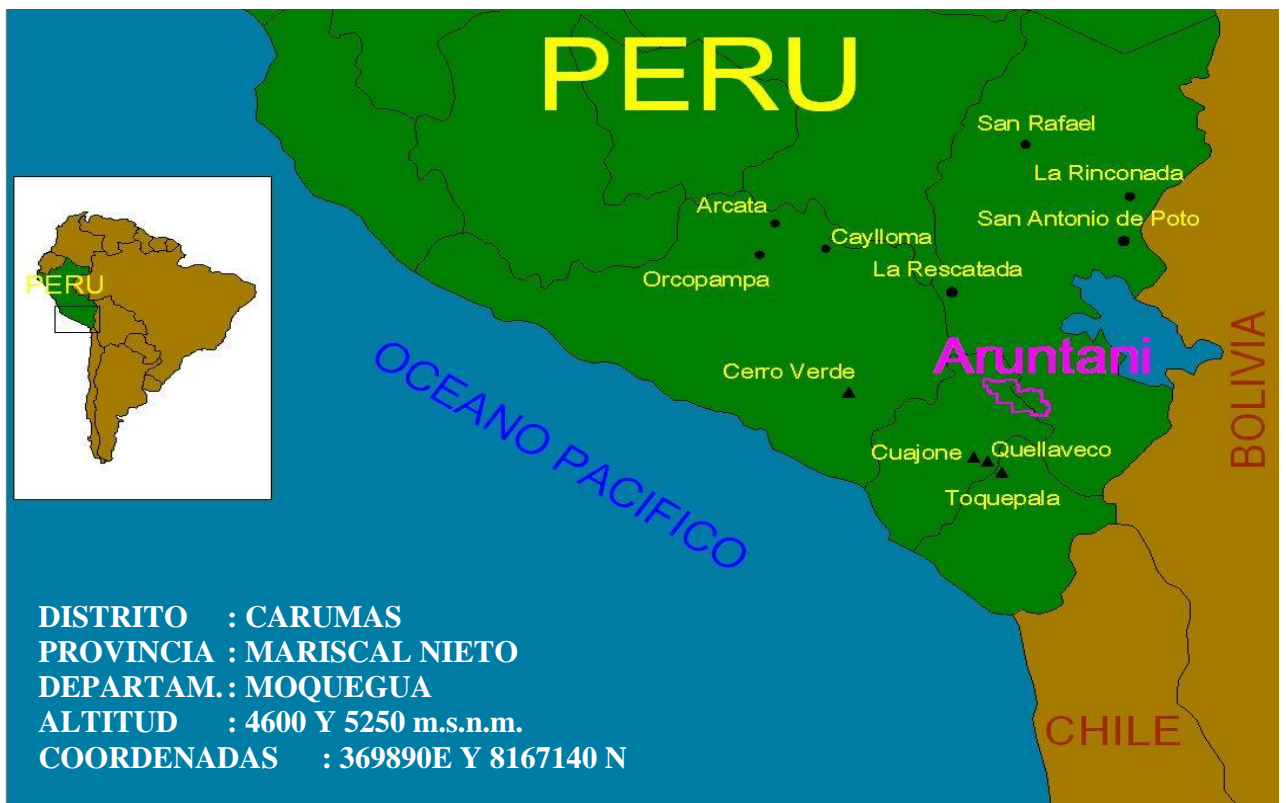 PERU
San Rafael
La Rinconada
Arcata
San Antonio de Poto
Caylloma
La Rescatada
Orcopampa
PERU
Aruntani
Cerro Verde
BOLIVIA
OCEANO PACIFICO
Cuajone
Quellaveco
Toquepala
DISTRITO : CARUMAS
PROVINCIA : MARISCAL NIETO
DEPARTAM. : MOQUEGUA
ALTITUD : 4600 Y 5250 m.s.n.m.
COORDENADAS : 369890E Y 8167140 N
CHILE